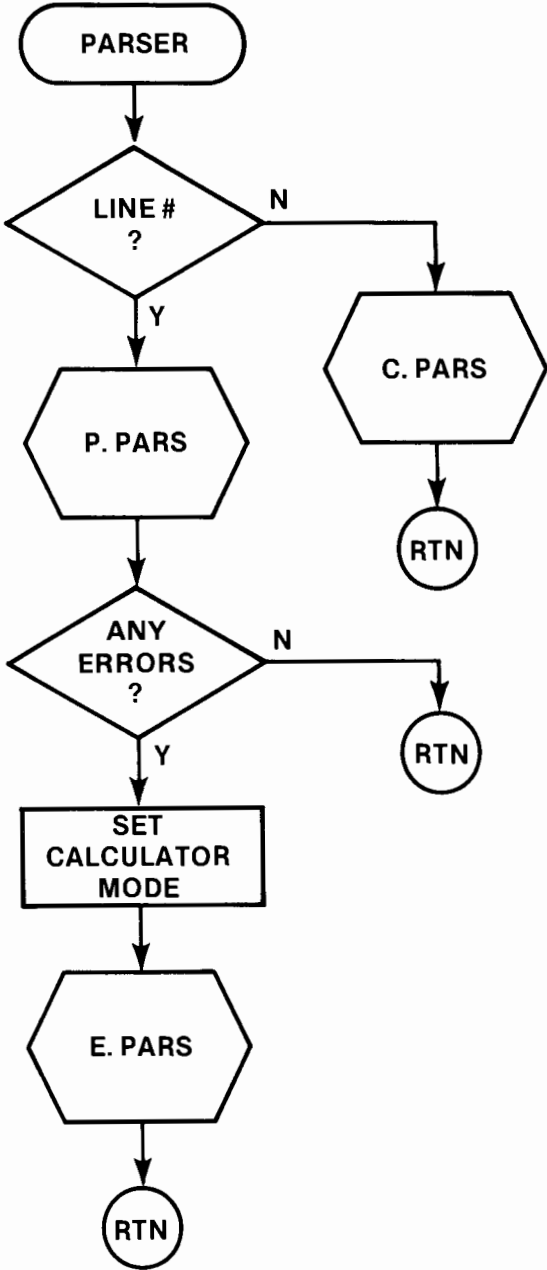 PARSER
LINE #
?
N
Y
C. PARS
P. PARS
RTN
ANY
ERRORS
?
N
Y
RTN
SET
CALCULATOR
MODE
E. PARS
RTN